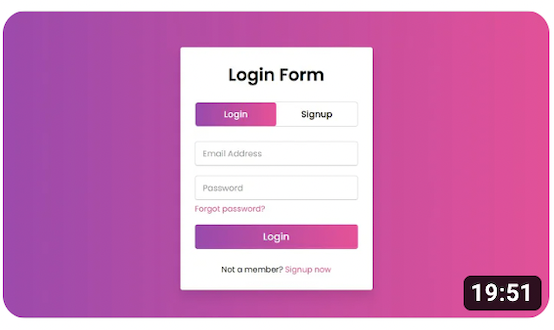 Login Form
Login Signup
Email Address
Password
Forgot password?
Login
Not a member? Signup now
19:51